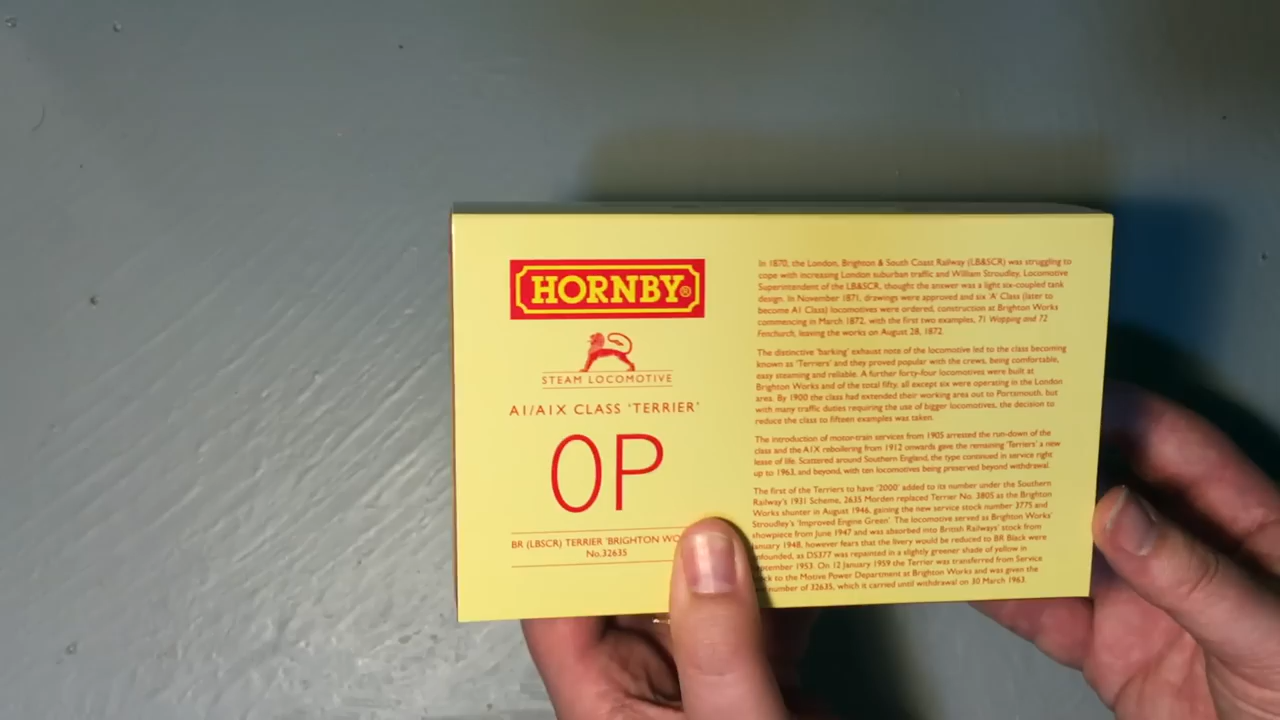 HORNBY®
STEAM LOCOMOTIVE
A1/A1X CLASS 'TERRIER'
0P
BR (LBSCR) TERRIER 'BRIGHTON WO
No.32635
In 1870, the London, Brighton & South Coast Railway (LB&SCR) was struggling to
cope with increasing London suburban traffic and William Stroudley, Locomotive
Superintendent of the LB&SCR, thought the answer was a light six-coupled tank
design. In November 1871, drawings were approved and six 'A' Class (later to
become A1 Class) locomotives were ordered, construction at Brighton Works
commencing in March 1872, with the first two examples, 71 Wapping and 72
Fenchurch, leaving the works on August 28, 1872.
The distinctive 'barking' exhaust note of the locomotive led to the class becoming
known as 'Terriers' and they proved popular with the crews, being comfortable,
easy steaming and reliable. A further forty-four locomotives were built at
Brighton Works and of the total fifty, all except six were operating in the London
area. By 1900 the class had extended their working area out to Portsmouth, but
with many traffic duties requiring the use of bigger locomotives, the decision to
reduce the class to fifteen examples was taken.
The introduction of motor-train services from 1905 arrested the run-down of the
class and the A1X reboilering from 1912 onwards gave the remaining 'Terriers' a new
lease of life. Scattered around Southern England, the type continued in service right
up to 1963, and beyond, with ten locomotives being preserved beyond withdrawal.
The first of the Terriers to have '2000' added to its number under the Southern
Railway's 1931 Scheme, 2635 Morden replaced Terrier No. 380S as the Brighton
Works shunter in August 1946, gaining the new service stock number 377S and
Stroudley's 'Improved Engine Green'. The locomotive served as Brighton Works'
showpiece from June 1947 and was absorbed into British Railways' stock from
January 1948, however fears that the livery would be reduced to BR Black were
nfounded, as DS377 was repainted in a slightly greener shade of yellow in
eptember 1953. On 12 January 1959 the Terrier was transferred from Service
ck to the Motive Power Department at Brighton Works and was given the
number of 32635, which it carried until withdrawal on 30 March 1963.